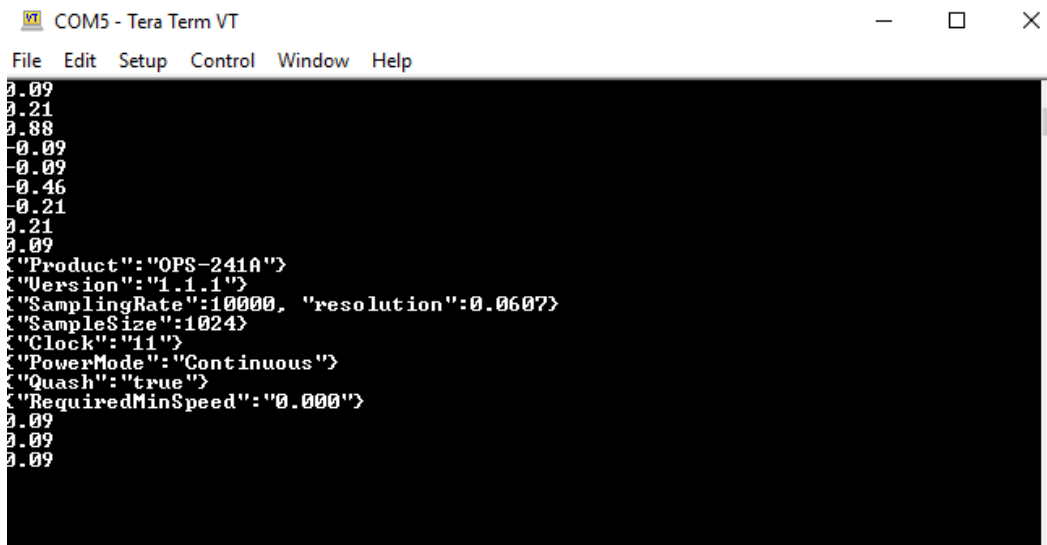 COM5 - Tera Term VT
File Edit Setup Control Window Help
0.09
0.21
0.88
-0.09
-0.09
-0.46
-0.21
0.21
0.09
{"Product":"OPS-241A"}
{"Version":"1.1.1"}
{"SamplingRate":10000, "resolution":0.0607}
{"SampleSize":1024}
{"Clock":"11"}
{"PowerMode":"Continuous"}
{"Quash":"true"}
{"RequiredMinSpeed":"0.000"}
0.09
0.09
0.09